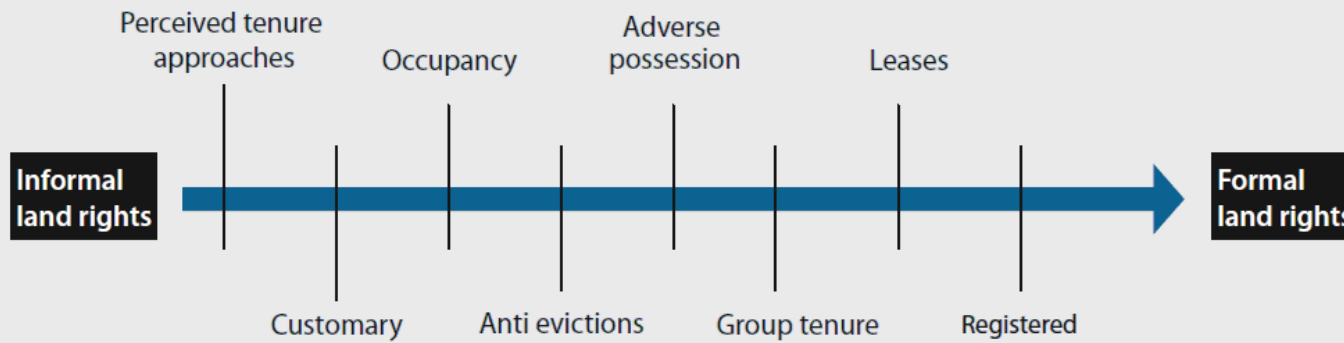 Perceived tenure
approaches
Occupancy
Adverse
possession
Leases
Informal
land rights
Formal
land rights
Customary
Anti evictions
Group tenure
Registered